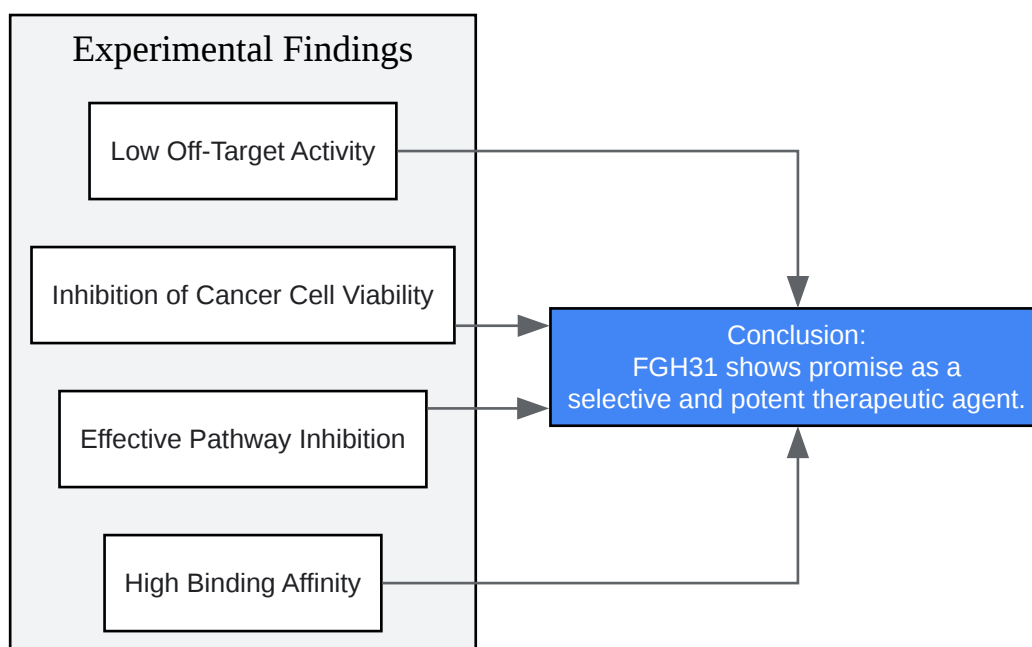 Experimental Findings
Low Off-Target Activity
Inhibition of Cancer Cell Viability
Effective Pathway Inhibition
High Binding Affinity
Conclusion:
FGH31 shows promise as a
selective and potent therapeutic agent.